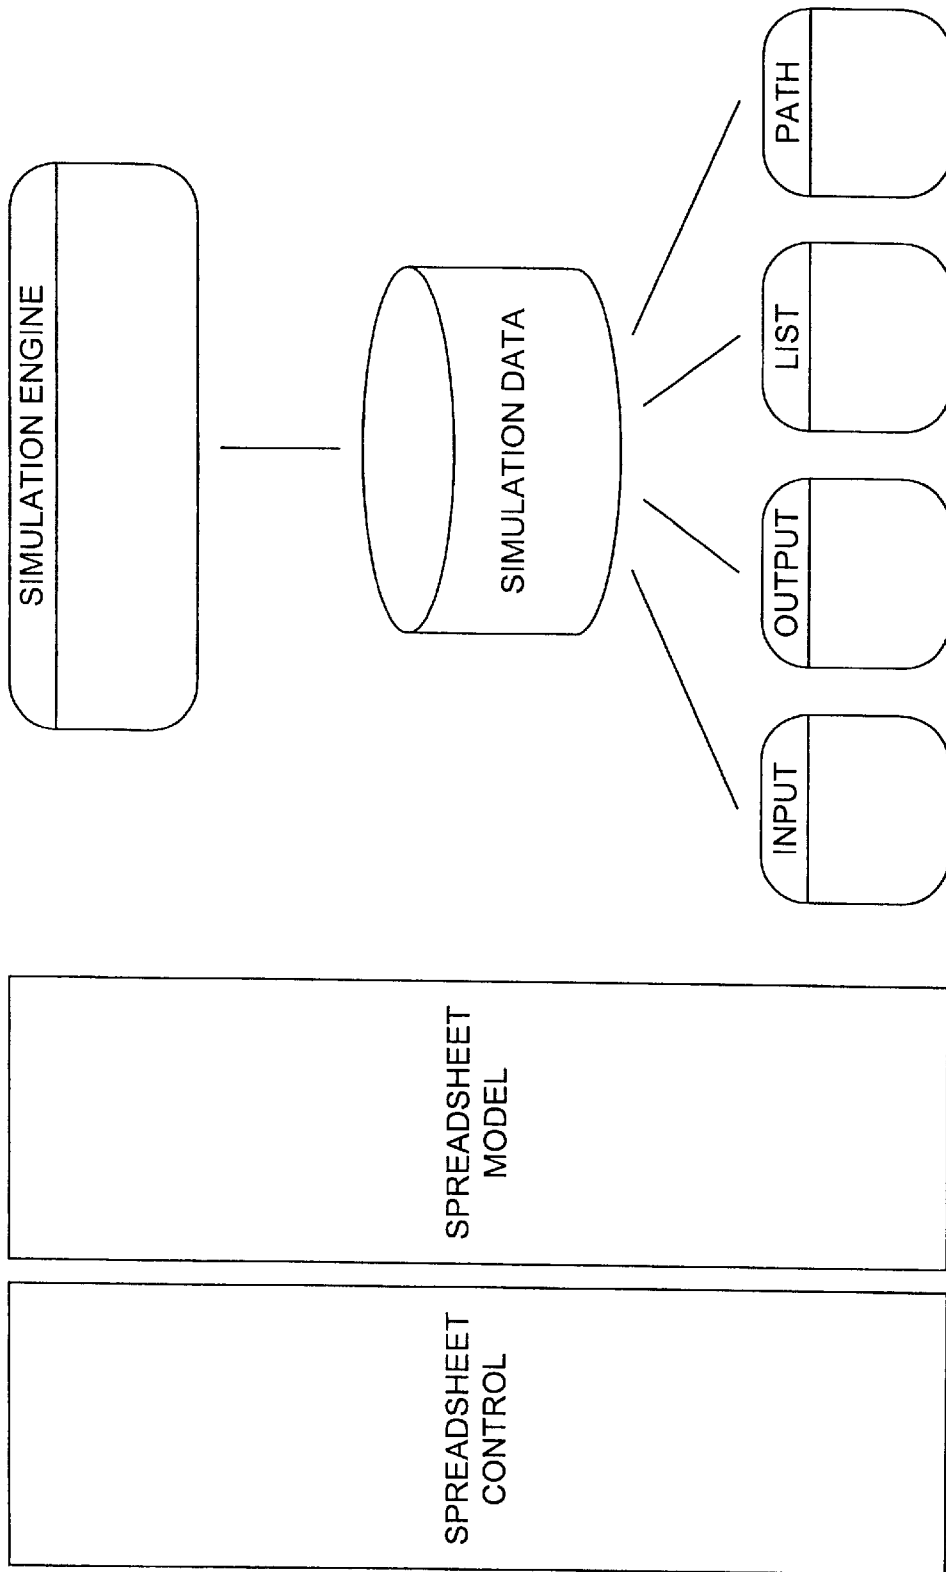 SPREADSHEET
CONTROL
SPREADSHEET
MODEL
SIMULATION ENGINE
SIMULATION DATA
INPUT
OUTPUT
LIST
PATH